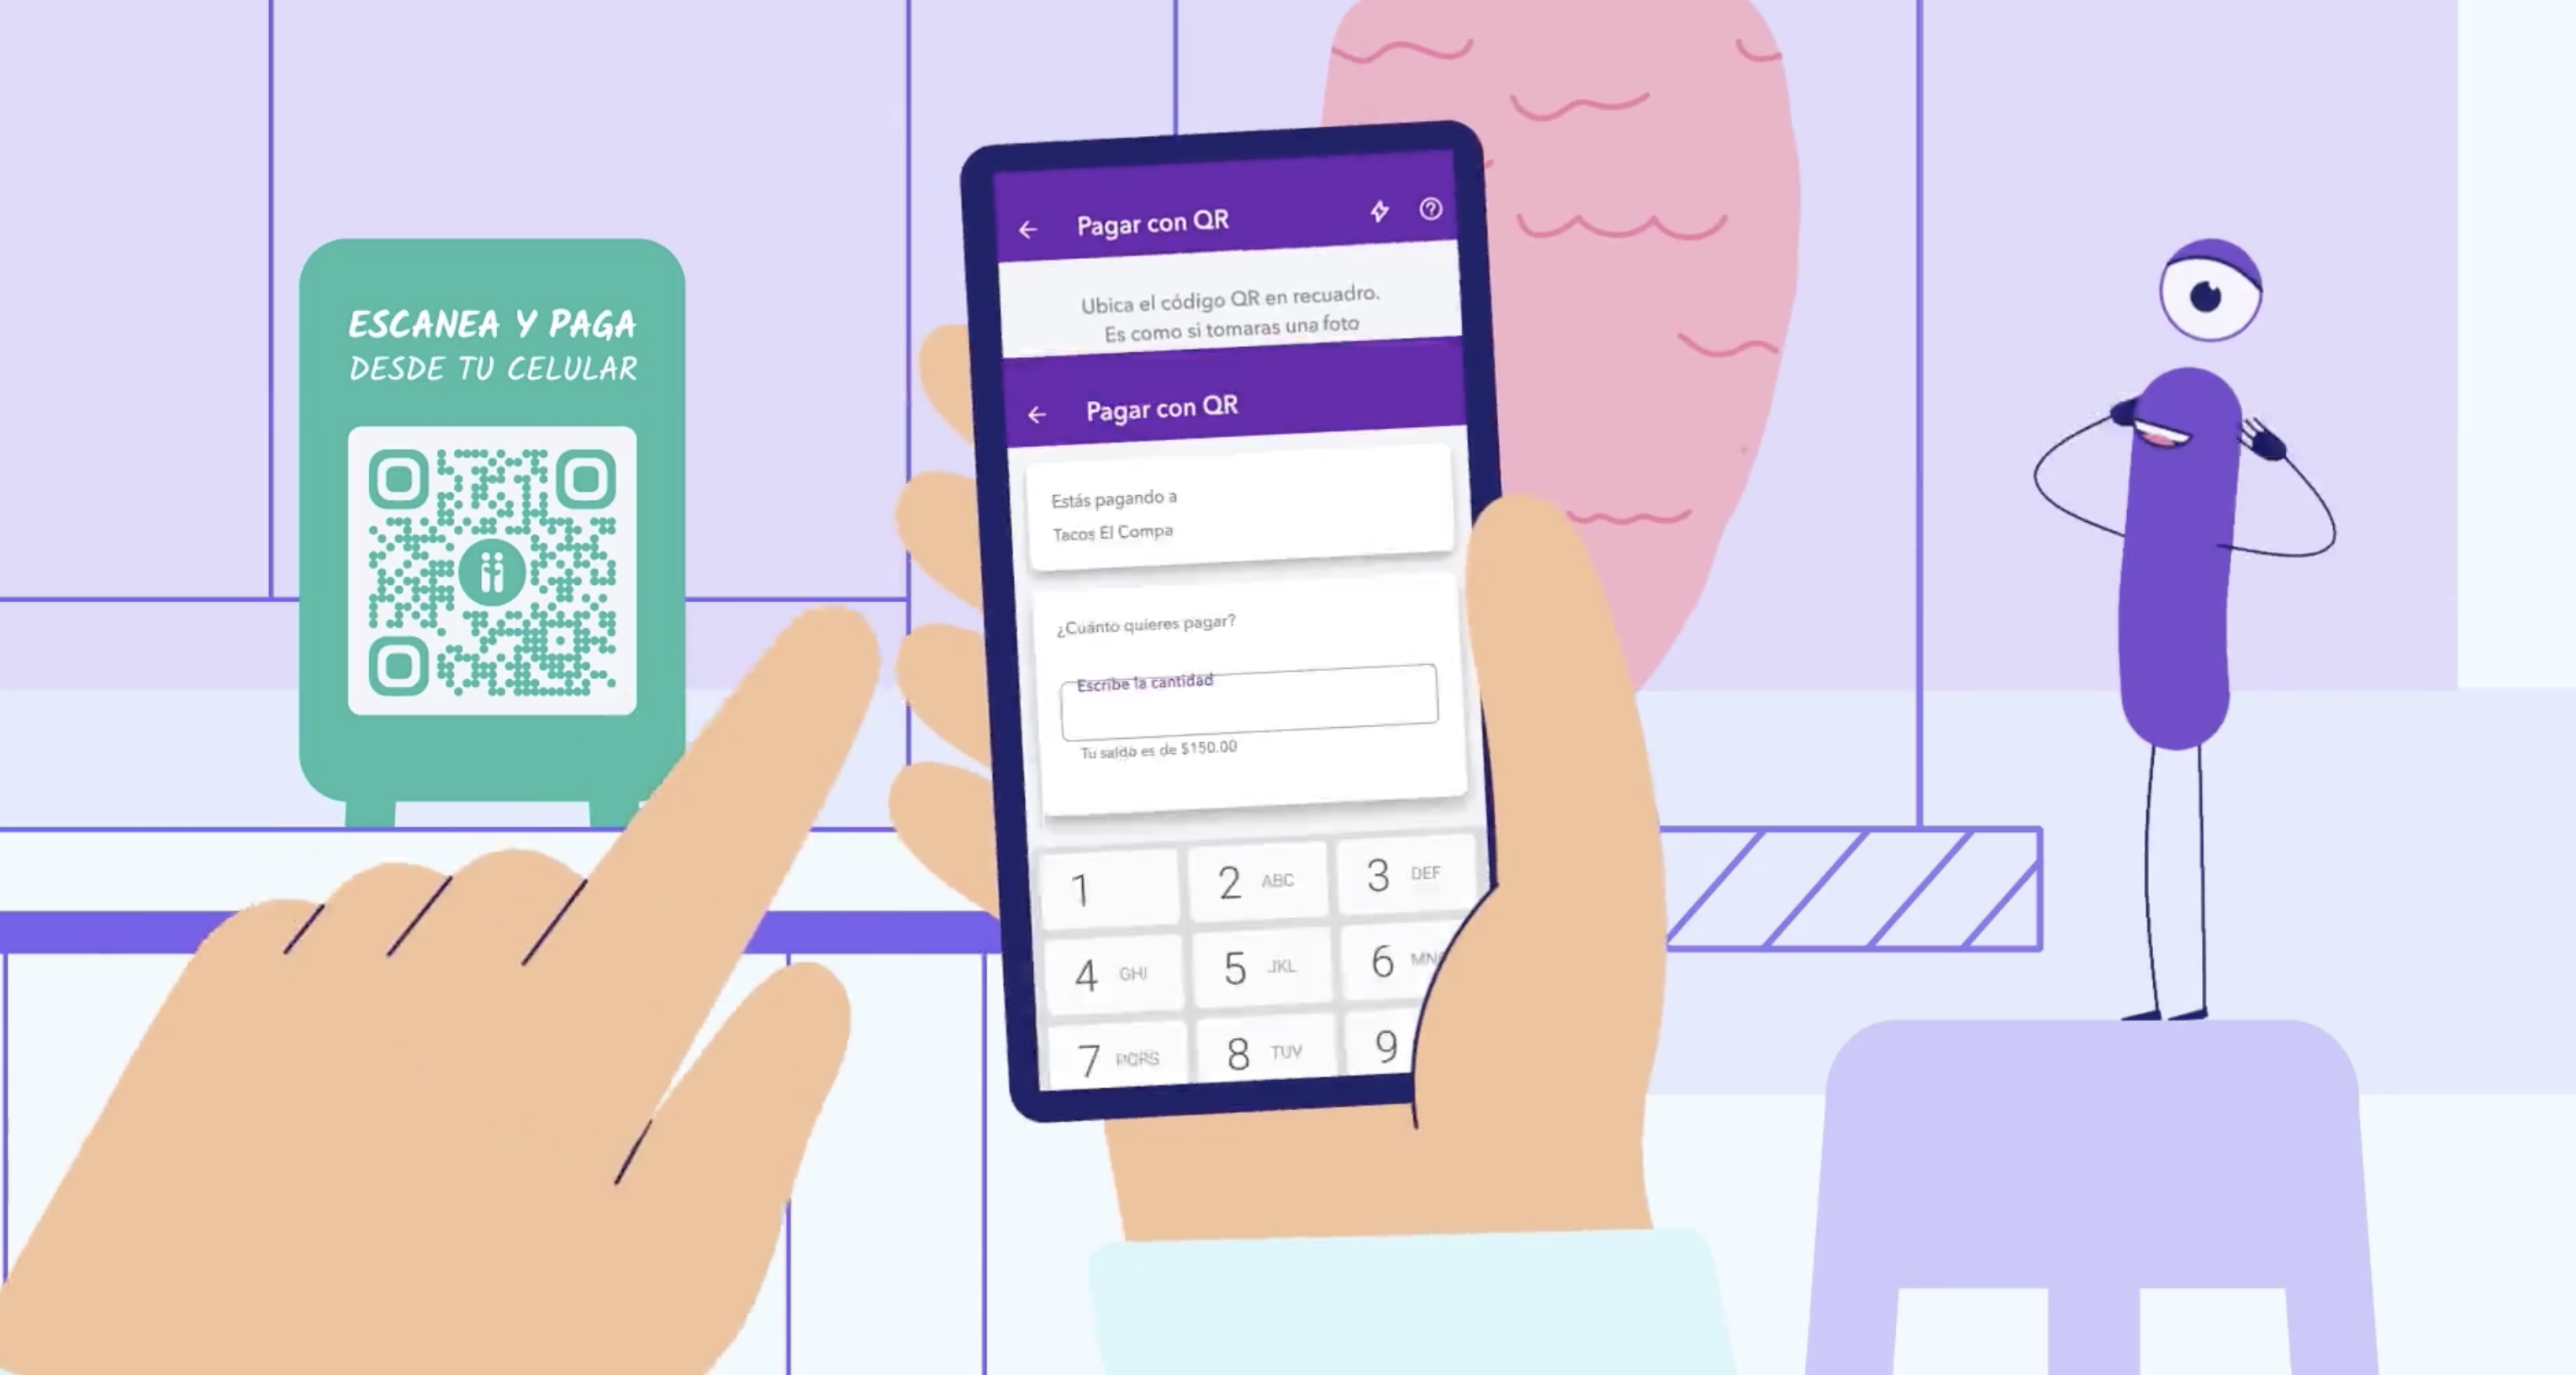 ESCANEA Y PAGA
DESDE TU CELULAR
Pagar con QR
Ubica el código QR en recuadro.
Es como si tomaras una foto
Pagar con QR
Estás pagando a
Tacos El Compa
¿Cuánto quieres pagar?
Escribe la cantidad
Tu saldo es de $150.00
1
2 ABC
3 DEF
4 GHI
5 JKL
6 MN
7 PQRS
8 TUV
9